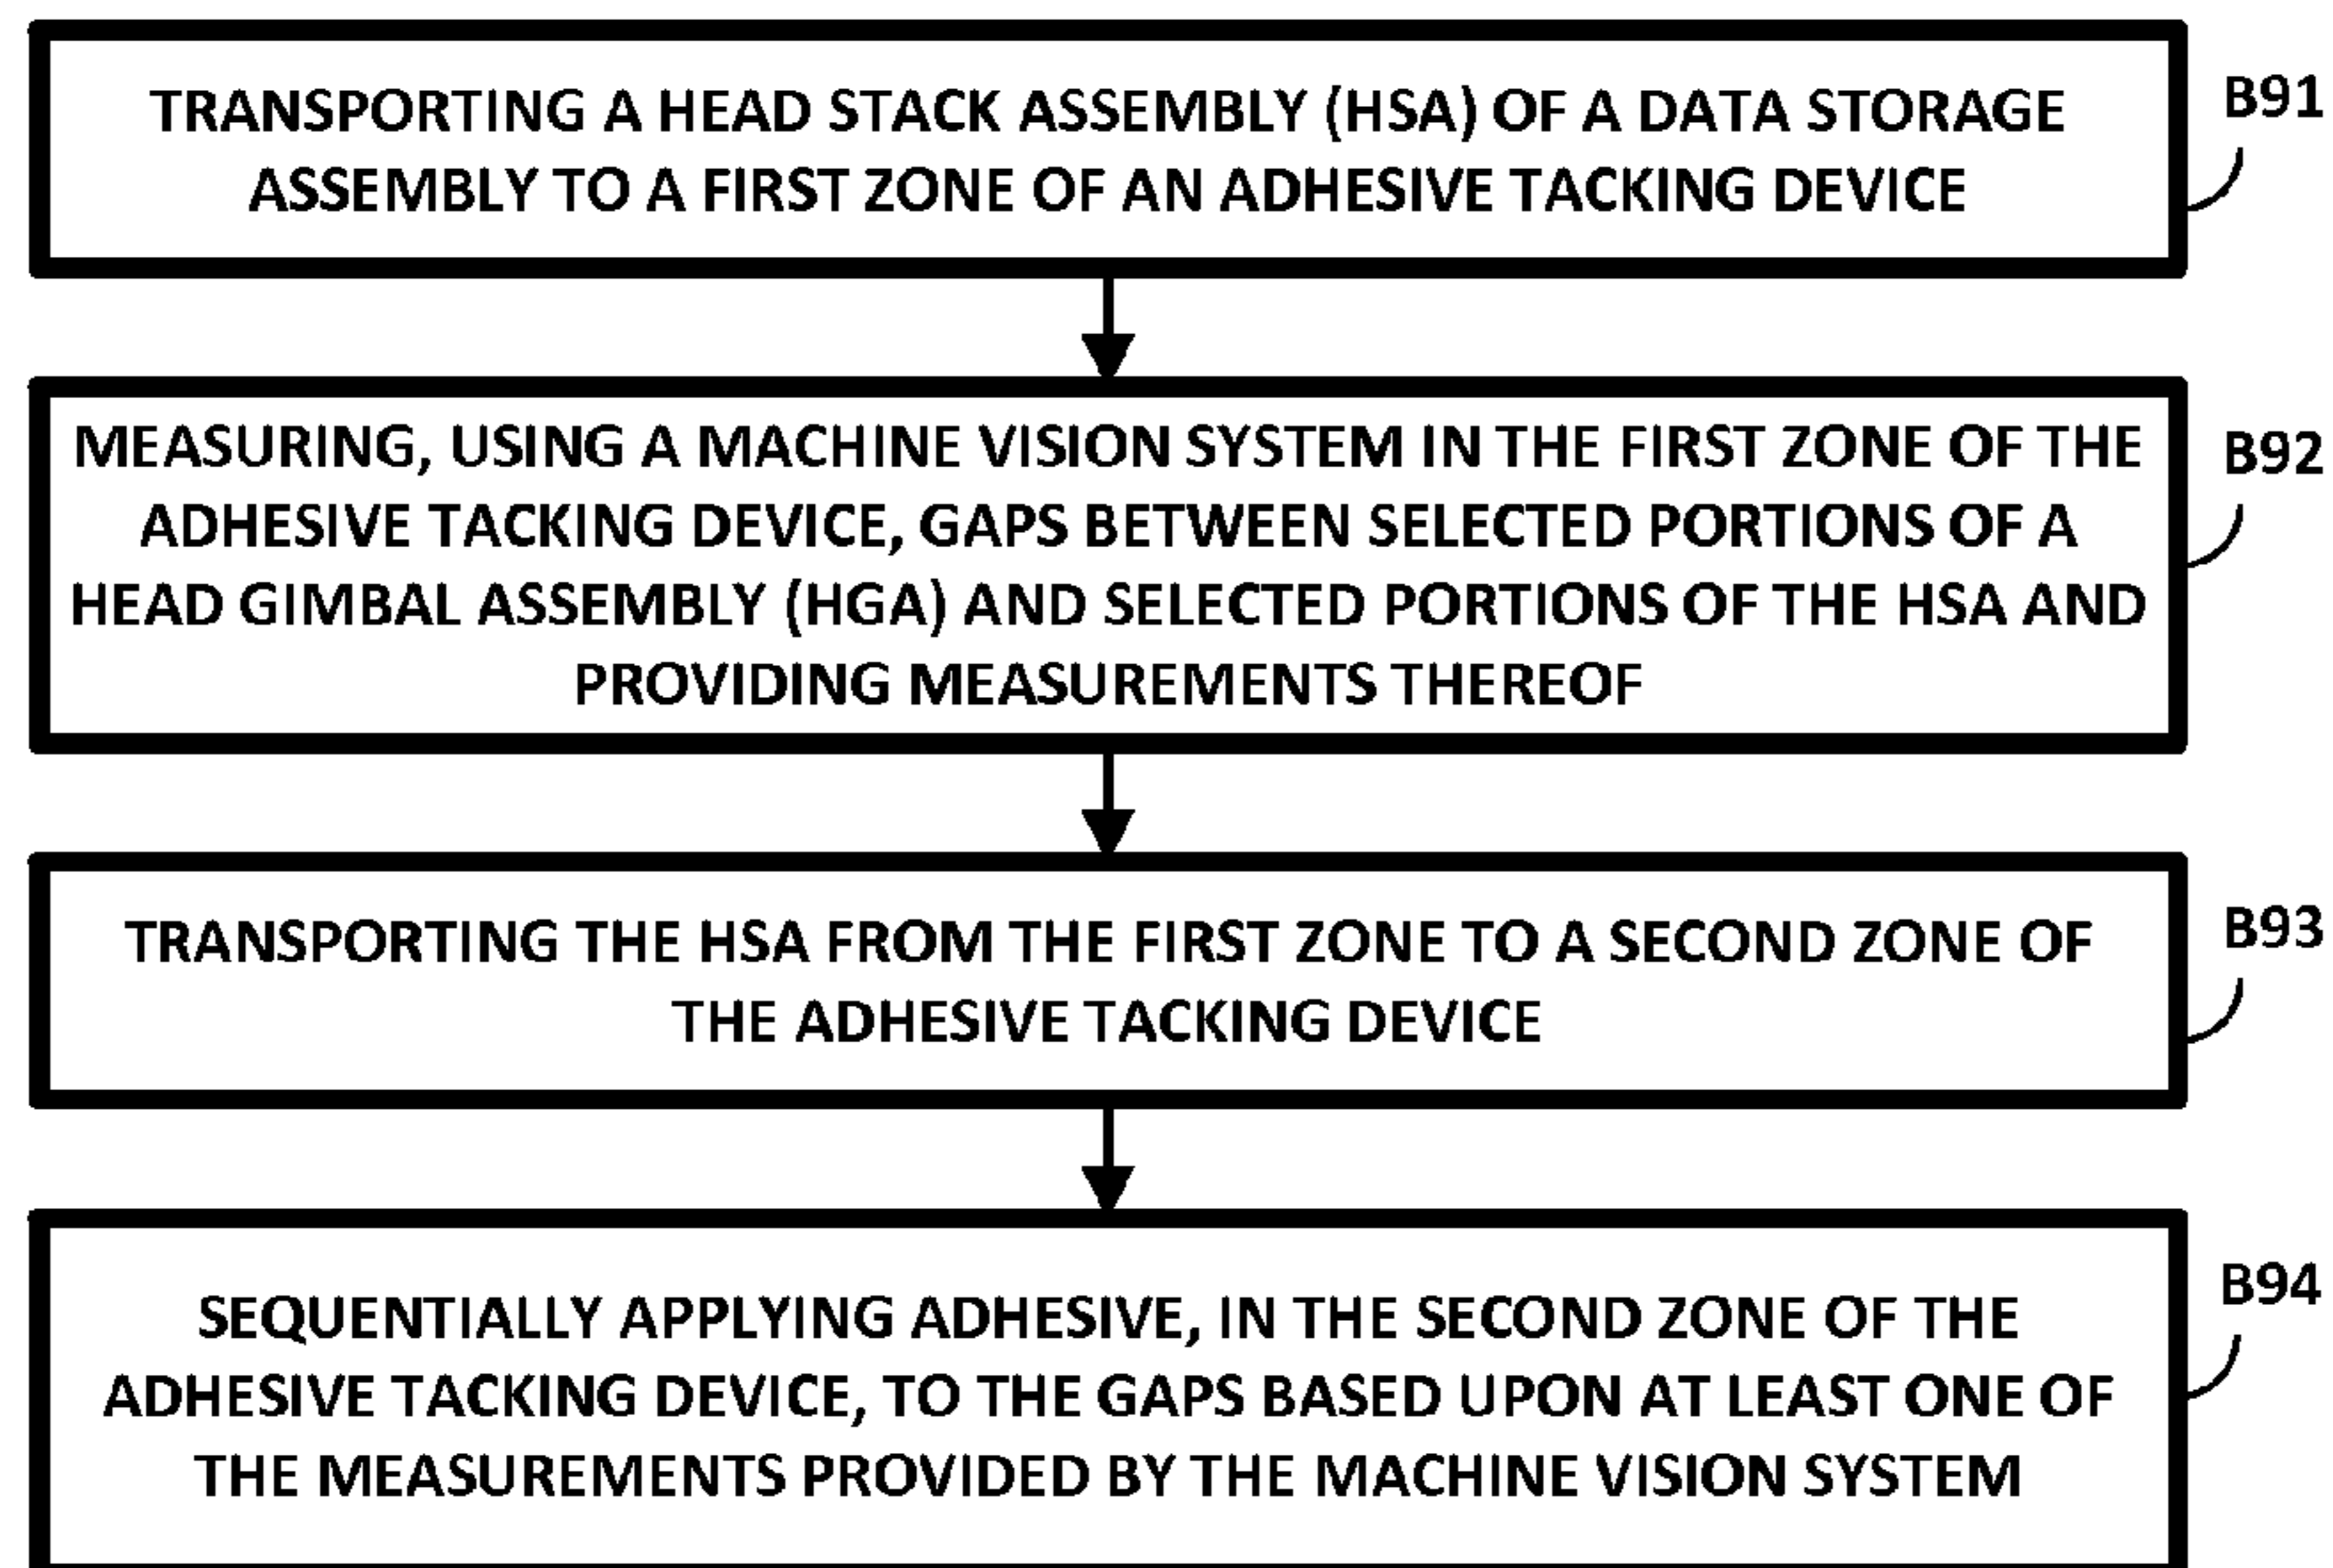 TRANSPORTING A HEAD STACK ASSEMBLY (HSA) OF A DATA STORAGE
ASSEMBLY TO A FIRST ZONE OF AN ADHESIVE TACKING DEVICE
B91
MEASURING, USING A MACHINE VISION SYSTEM IN THE FIRST ZONE OF THE
ADHESIVE TACKING DEVICE, GAPS BETWEEN SELECTED PORTIONS OF A
HEAD GIMBAL ASSEMBLY (HGA) AND SELECTED PORTIONS OF THE HSA AND
PROVIDING MEASUREMENTS THEREOF
B92
TRANSPORTING THE HSA FROM THE FIRST ZONE TO A SECOND ZONE OF
THE ADHESIVE TACKING DEVICE
B93
SEQUENTIALLY APPLYING ADHESIVE, IN THE SECOND ZONE OF THE
ADHESIVE TACKING DEVICE, TO THE GAPS BASED UPON AT LEAST ONE OF
THE MEASUREMENTS PROVIDED BY THE MACHINE VISION SYSTEM
B94